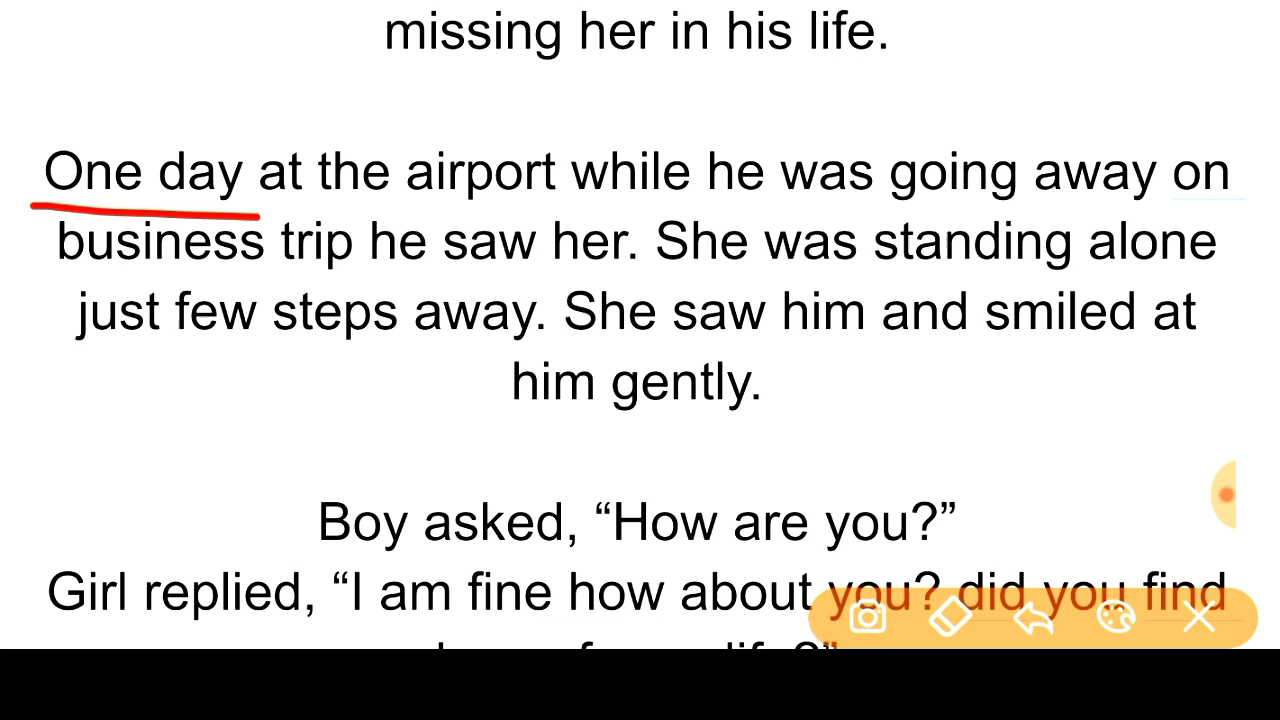 missing her in his life.
One day at the airport while he was going away on
business trip he saw her. She was standing alone
just few steps away. She saw him and smiled at
him gently.
Boy asked, “How are you?”
Girl replied, “I am fine how about you? did you find